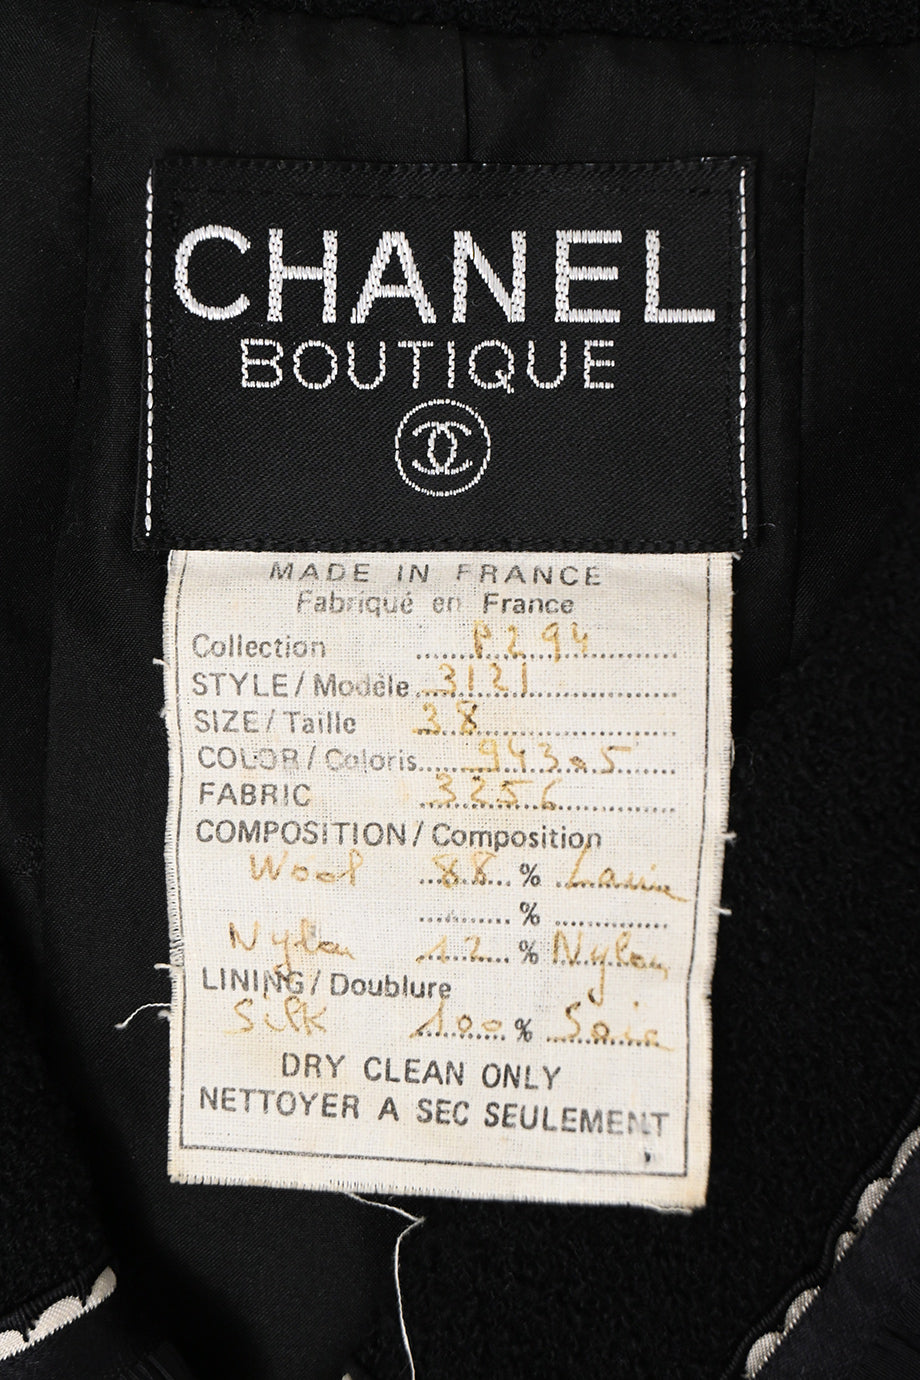 CHANEL
BOUTIQUE
MADE IN FRANCE
Fabriqué en France
Collection P294
STYLE / Modèle 3121
SIZE / Taille 38
COLOR / Coloris 94305
FABRIC 3256
COMPOSITION / Composition
Wool 88 % Laine
%
Nylon 12 % Nylon
LINING / Doublure
Silk 100 % Soie
DRY CLEAN ONLY
NETTOYER A SEC SEULEMENT